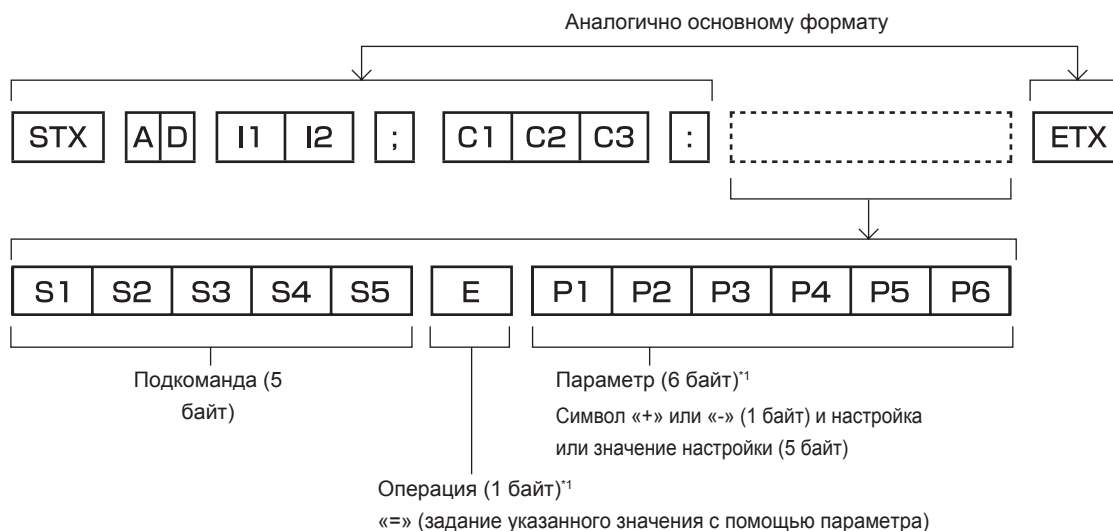 Аналогично основному формату
STX A D I1 I2 ; C1 C2 C3 : ETX
S1 S2 S3 S4 S5 E P1 P2 P3 P4 P5 P6
Подкоманда (5
байт)
Параметр (6 байт)*1
Символ «+» или «-» (1 байт) и настройка
или значение настройки (5 байт)
Операция (1 байт)*1
«=» (задание указанного значения с помощью параметра)